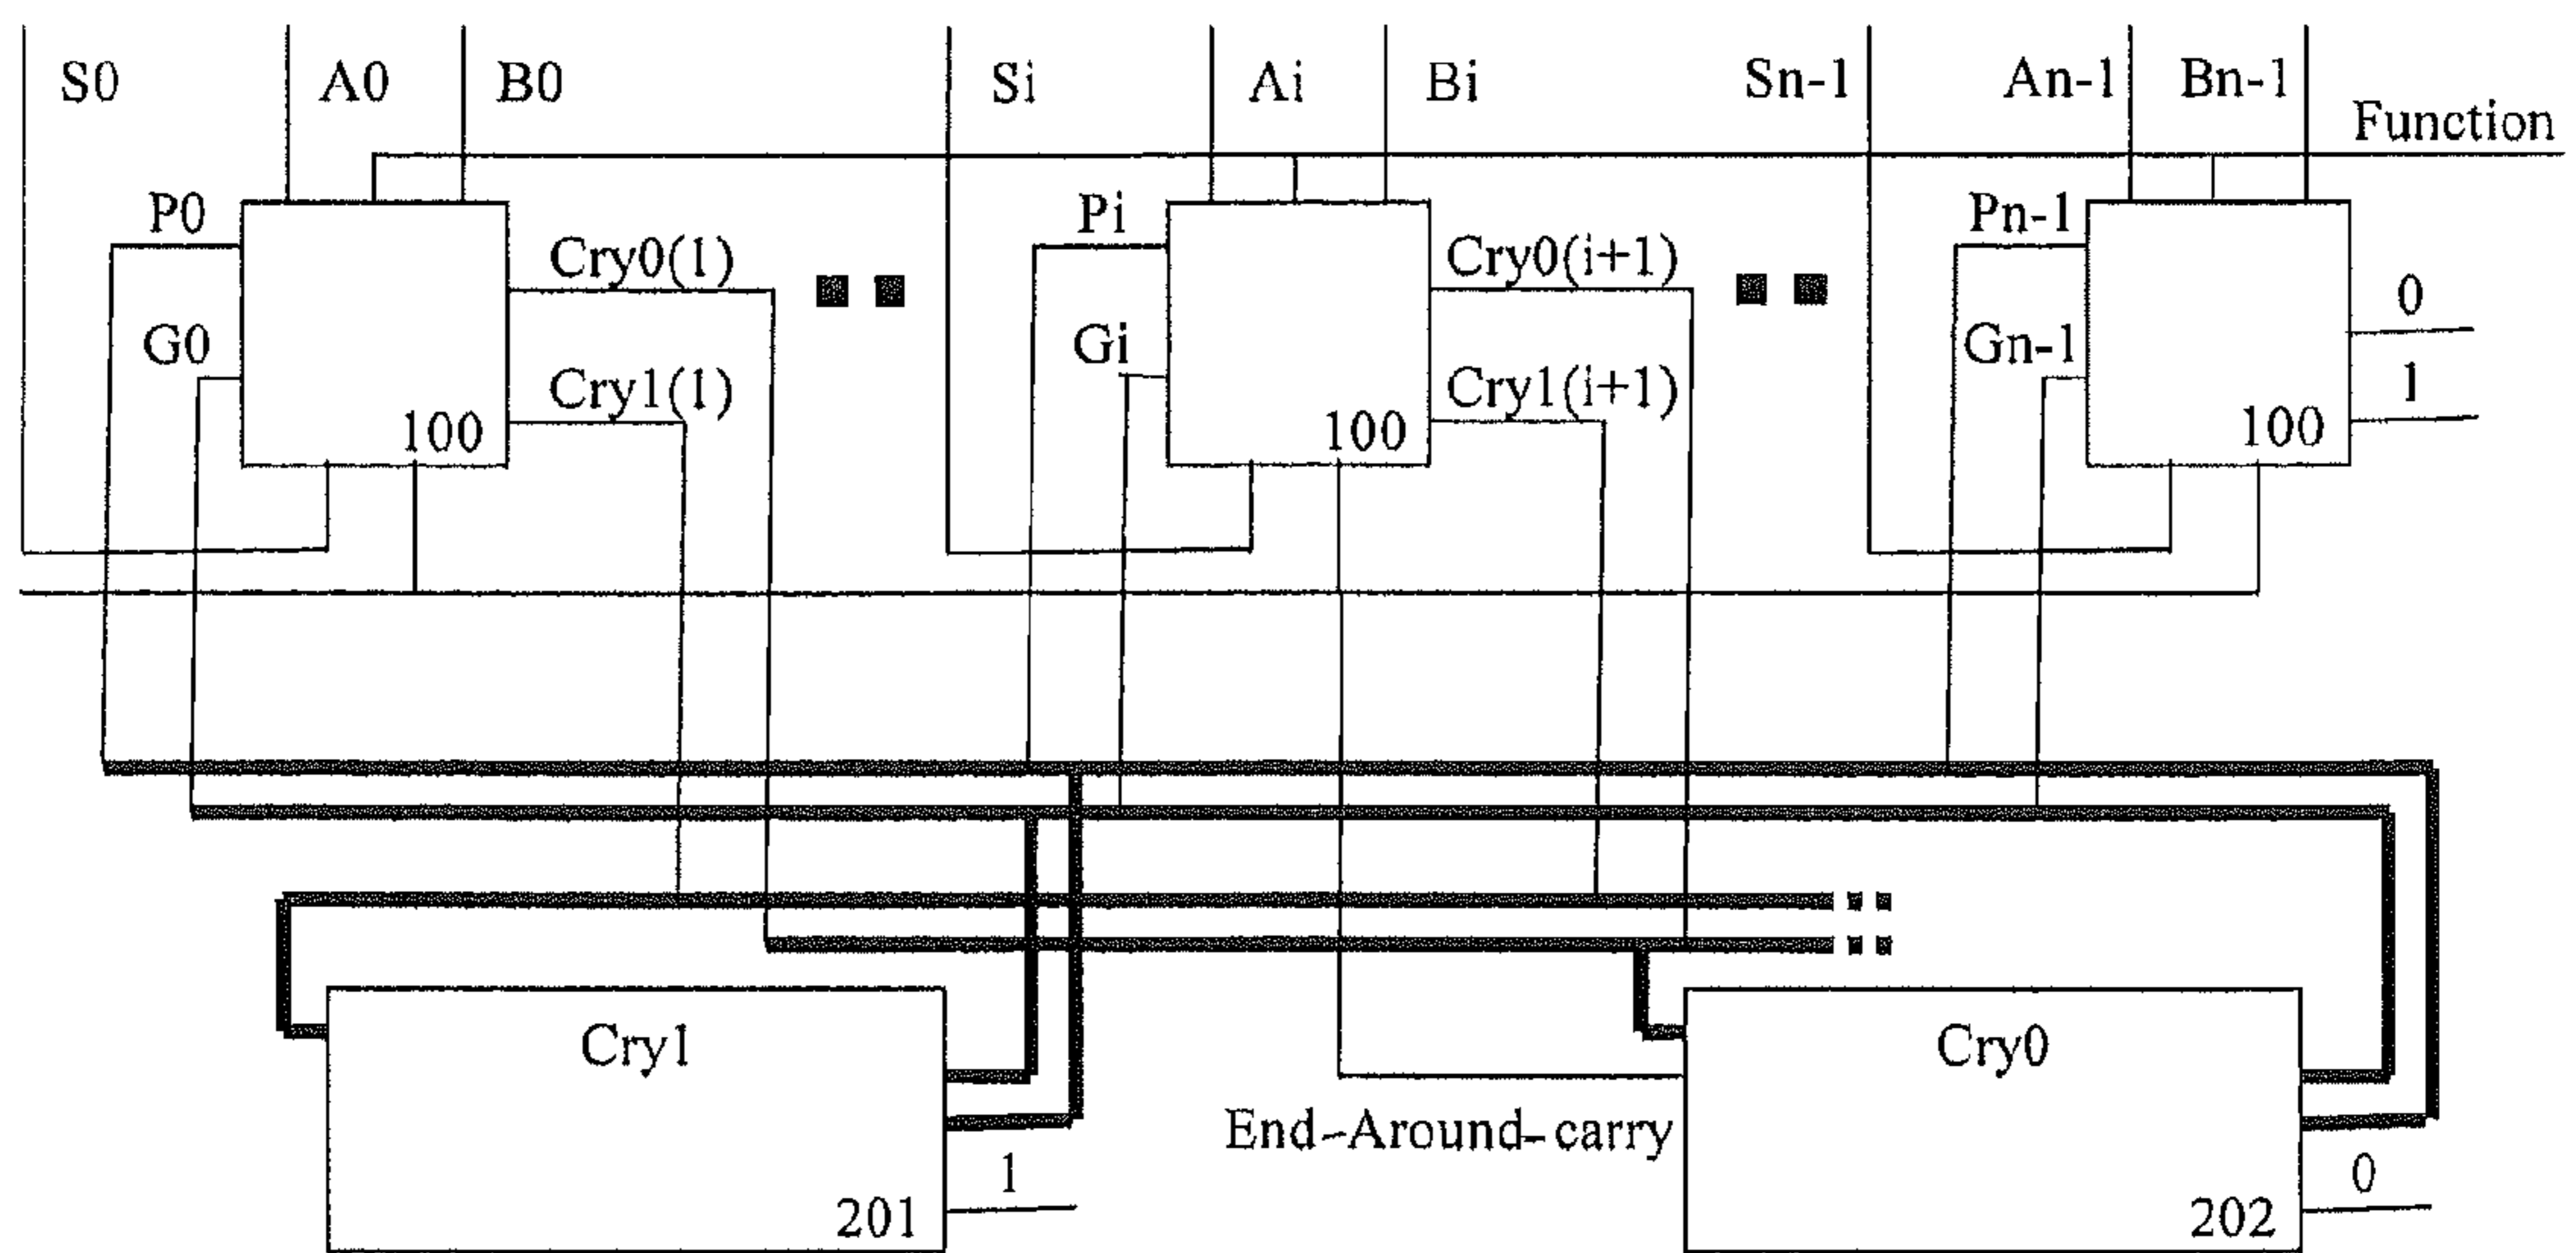 S0 A0 B0 Si Ai Bi Sn-1 An-1 Bn-1
Function
P0 Pi Pn-1
Cry0(1) Cry0(i+1) 0
G0 Gi Gn-1
Cry1(1) Cry1(i+1) 1
100 100 100
Cry1 Cry0
End-Around-carry
1 0
201 202